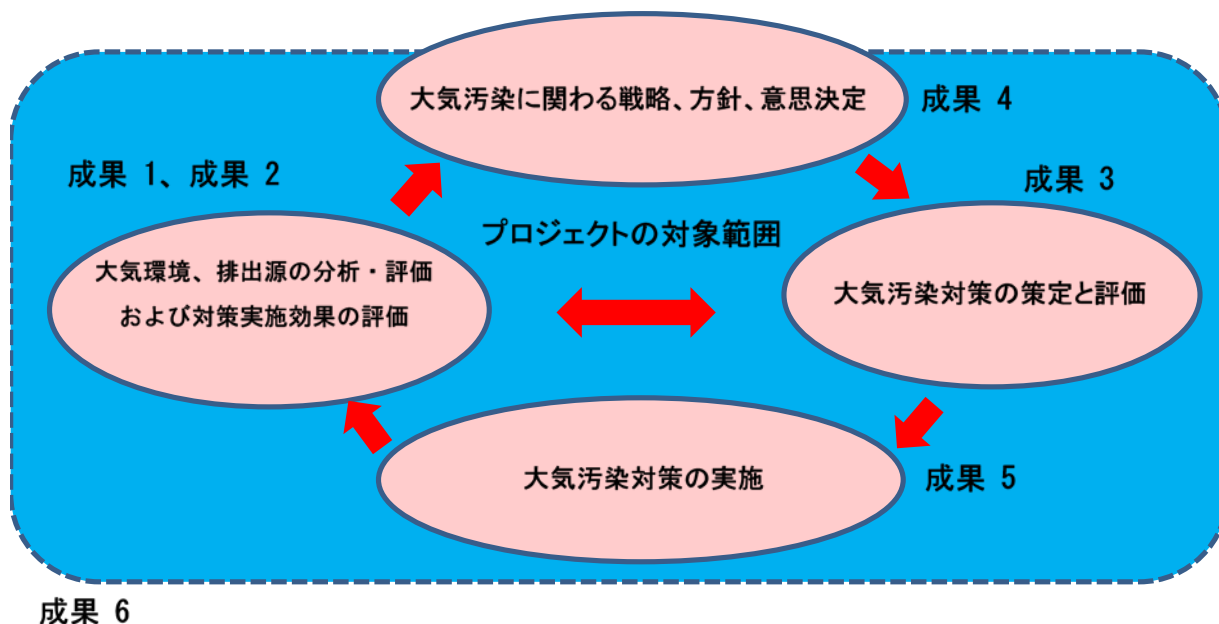 大気汚染に関わる戦略、方針、意思決定
成果 4
成果 1、成果 2
成果 3
プロジェクトの対象範囲
大気環境、排出源の分析・評価
および対策実施効果の評価
大気汚染対策の策定と評価
大気汚染対策の実施
成果 5
成果 6